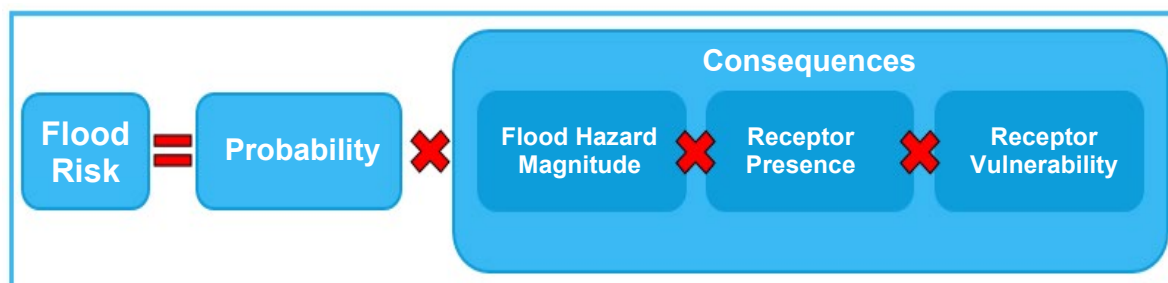 Consequences
Flood
Risk
Probability
Flood Hazard
Magnitude
Receptor
Presence
Receptor
Vulnerability